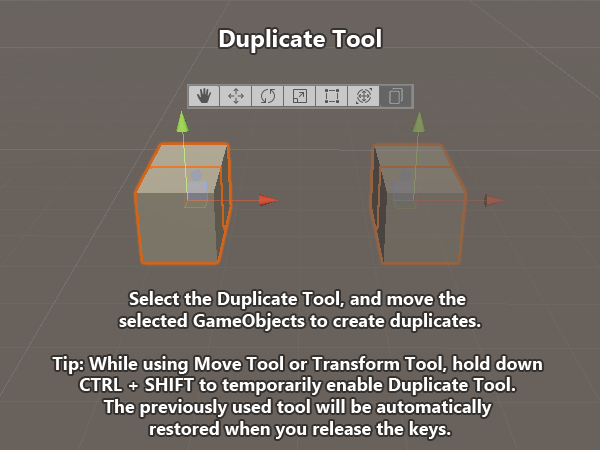 Duplicate Tool
Select the Duplicate Tool, and move the
selected GameObjects to create duplicates.
Tip: While using Move Tool or Transform Tool, hold down
CTRL + SHIFT to temporarily enable Duplicate Tool.
The previously used tool will be automatically
restored when you release the keys.